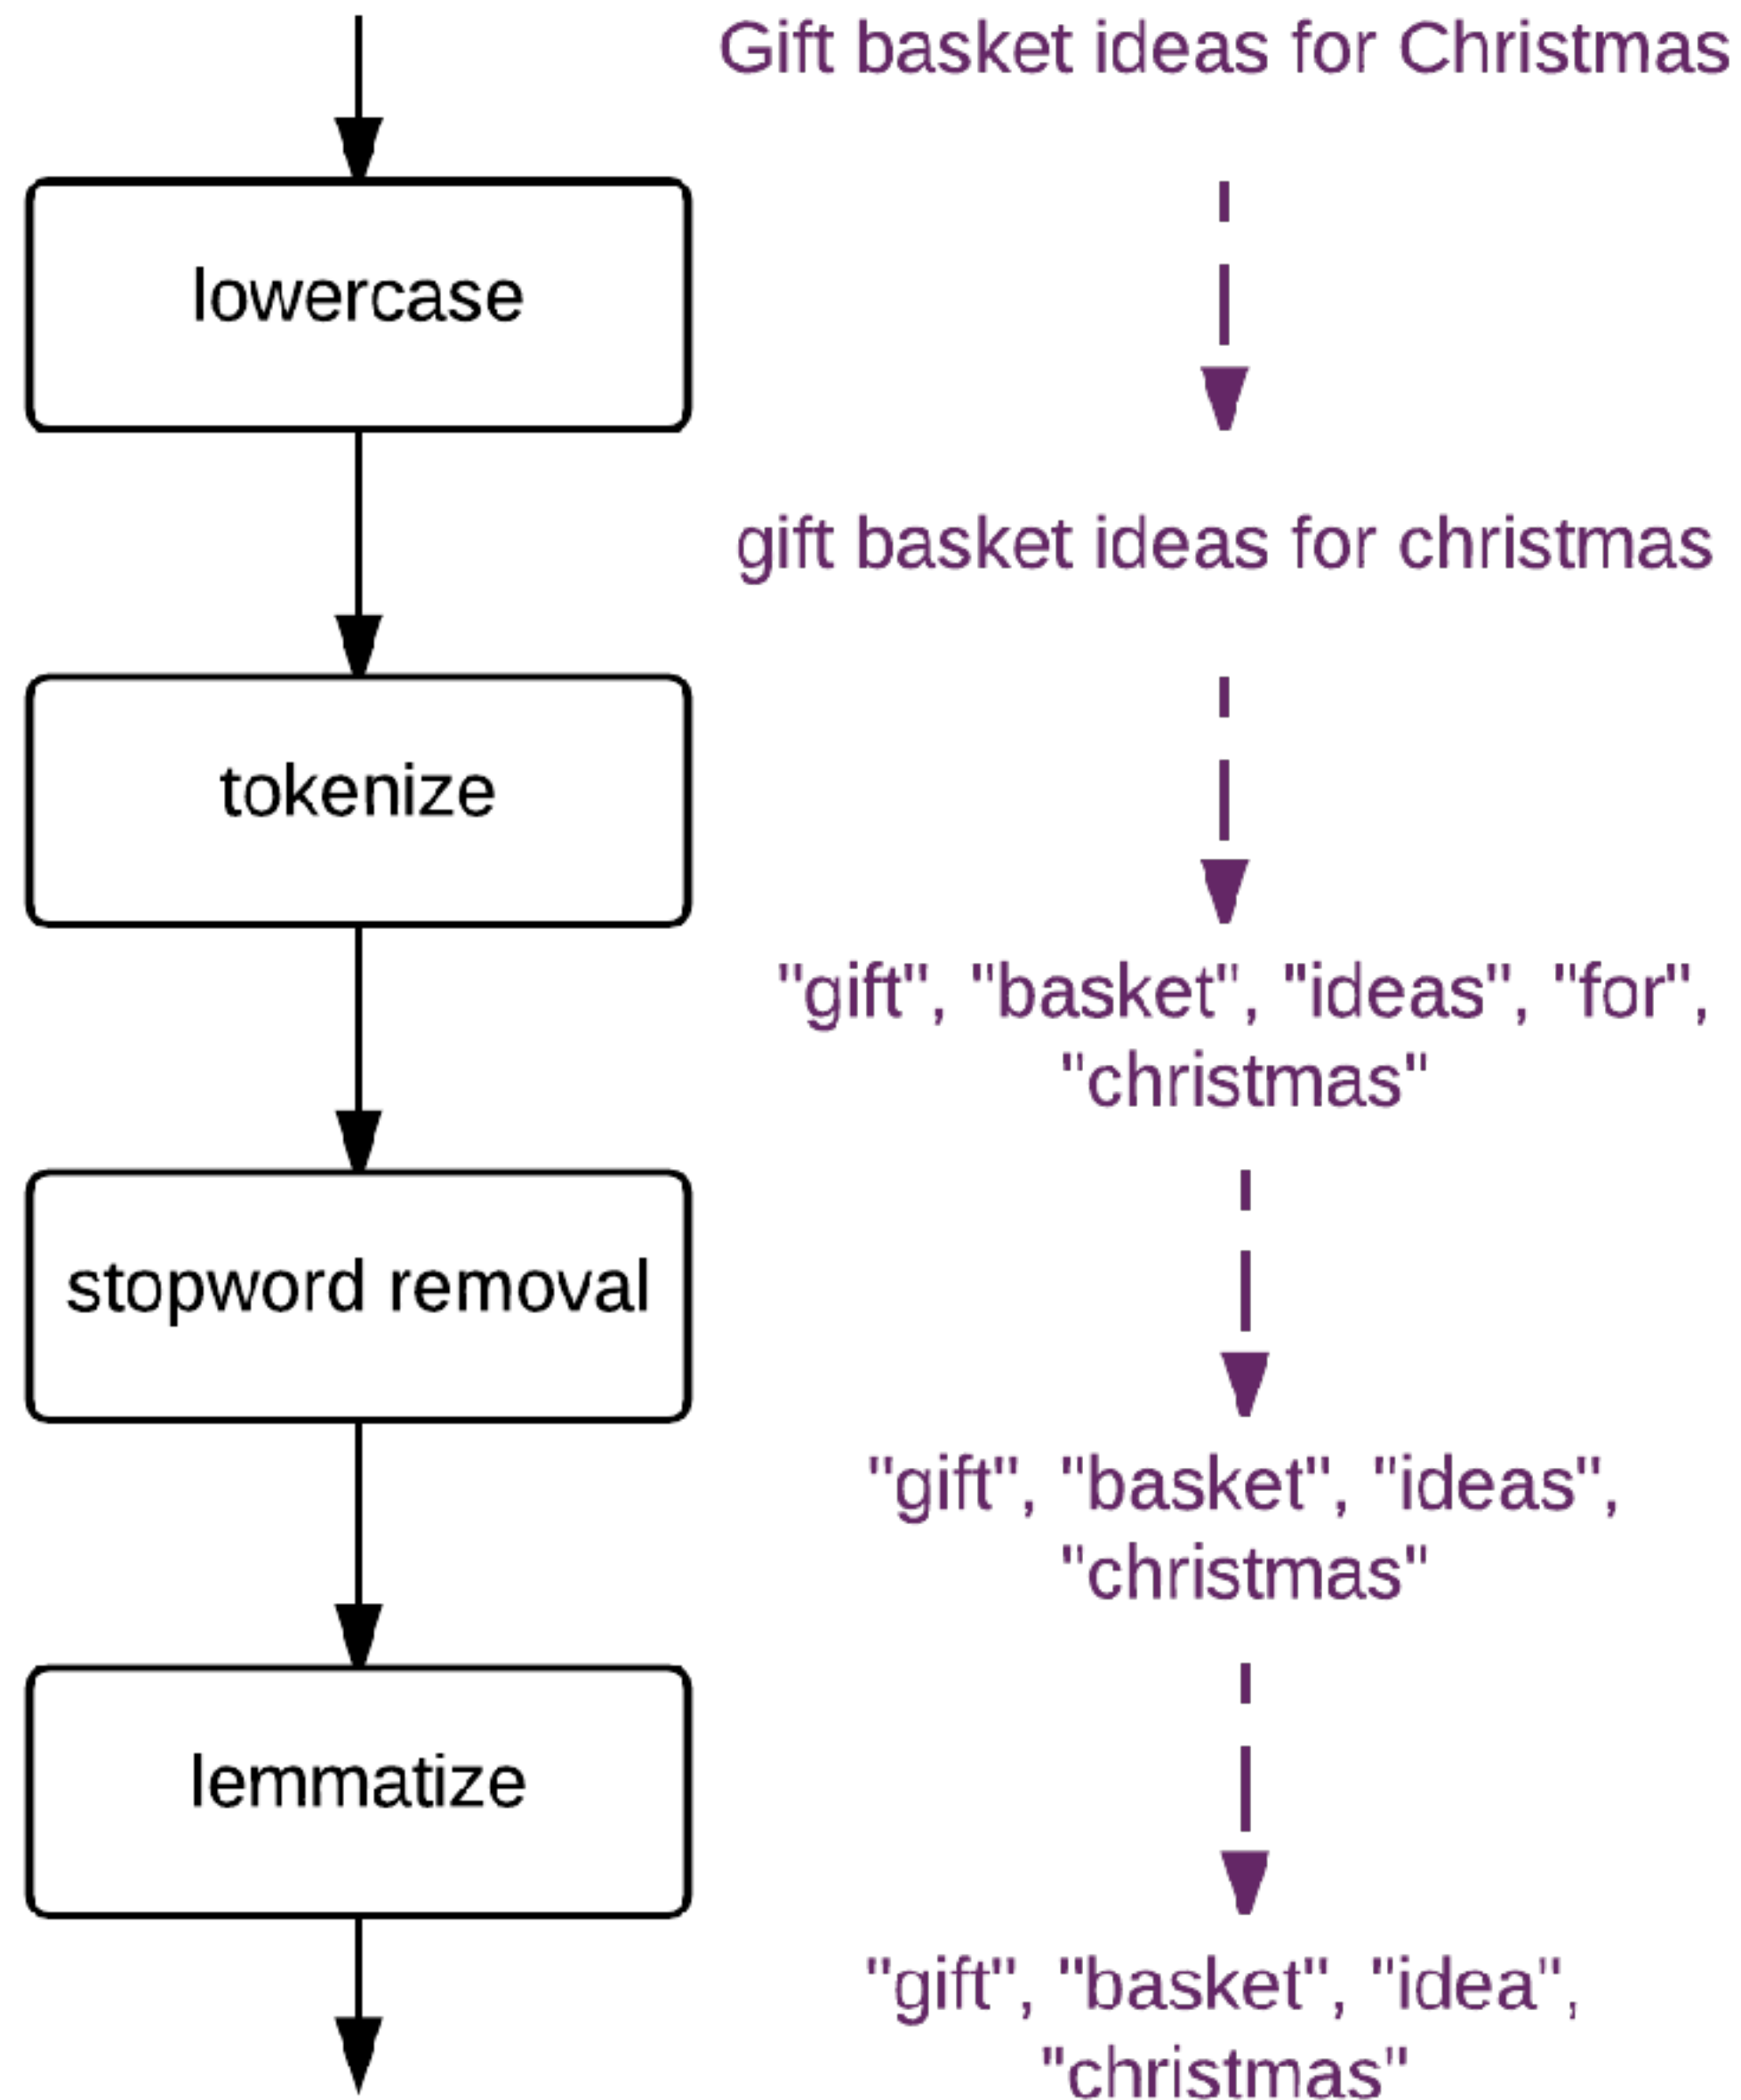 Gift basket ideas for Christmas
lowercase
gift basket ideas for christmas
tokenize
"gift", "basket", "ideas", "for",
"christmas"
stopword removal
"gift", "basket", "ideas",
"christmas"
lemmatize
"gift", "basket", "idea",
"christmas"